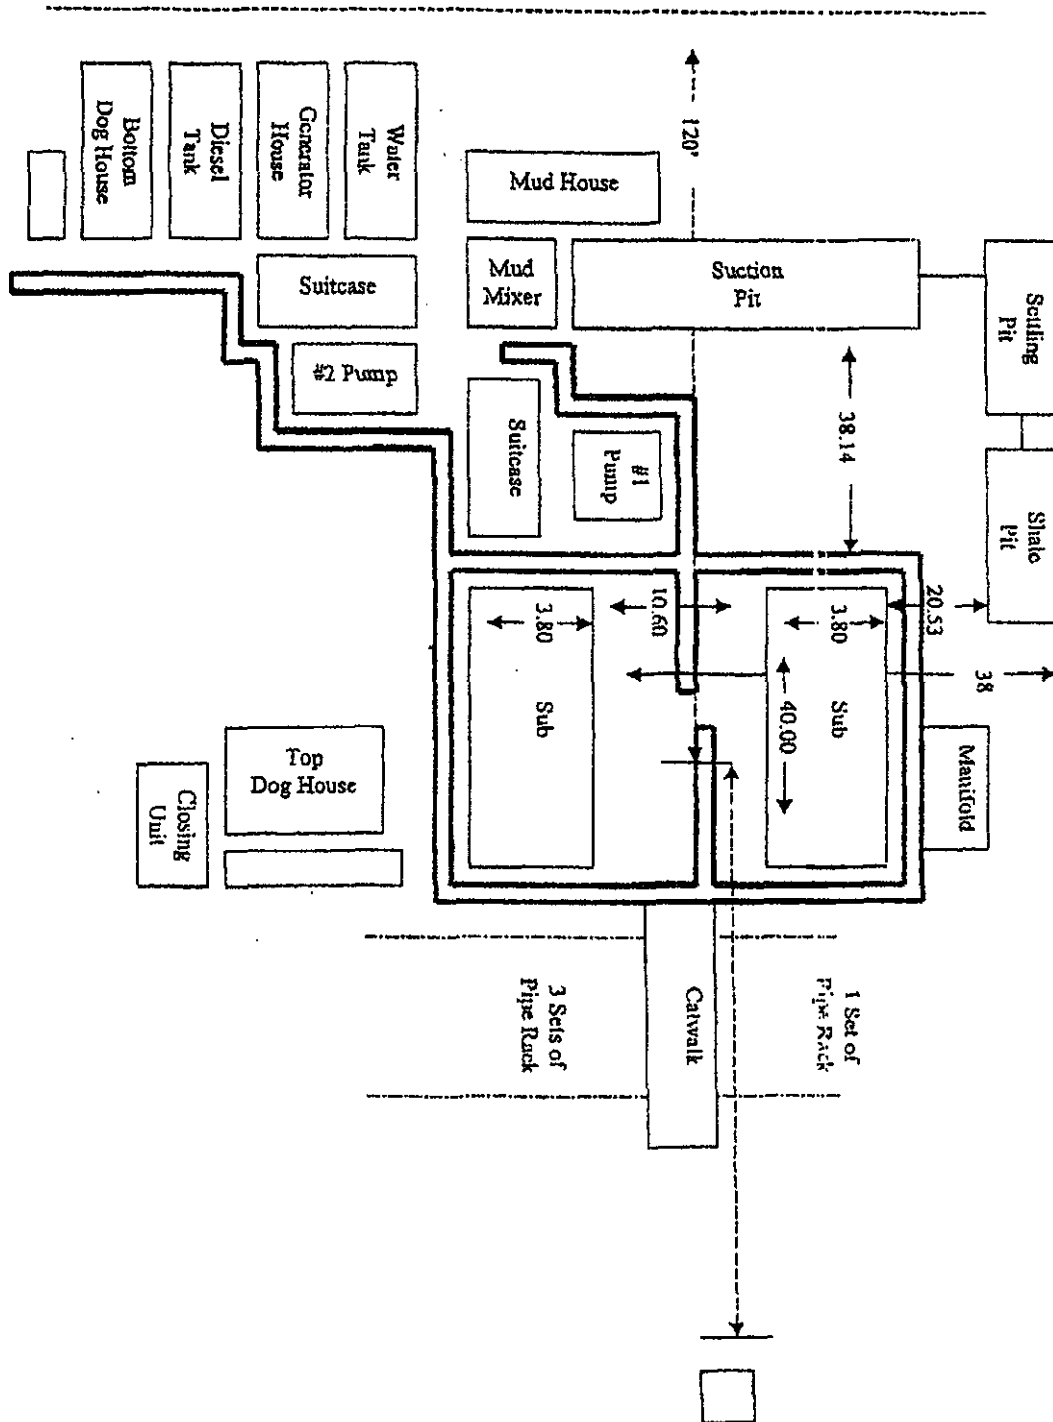 120'
Bottom
Dog House
Diesel
Tank
Generator
House
Water
Tank
Mud House
Suitcase
Mud
Mixer
Suction
Pit
Settling
Pit
#2 Pump
Suitcase
#1
Pump
38.14
Shale
Pit
3.80
Sub
10.60
3.80
40.00
Sub
20.53
38
Manifold
Top
Dog House
Closing
Unit
Catwalk
3 Sets of
Pipe Rack
1 Set of
Pipe Rack